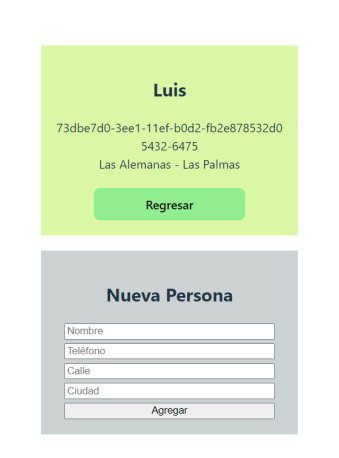 Luis
73dbe7d0-3ee1-11ef-b0d2-fb2e878532d0
5432-6475
Las Alemanas - Las Palmas
Regresar
Nueva Persona
Nombre
Teléfono
Calle
Ciudad
Agregar